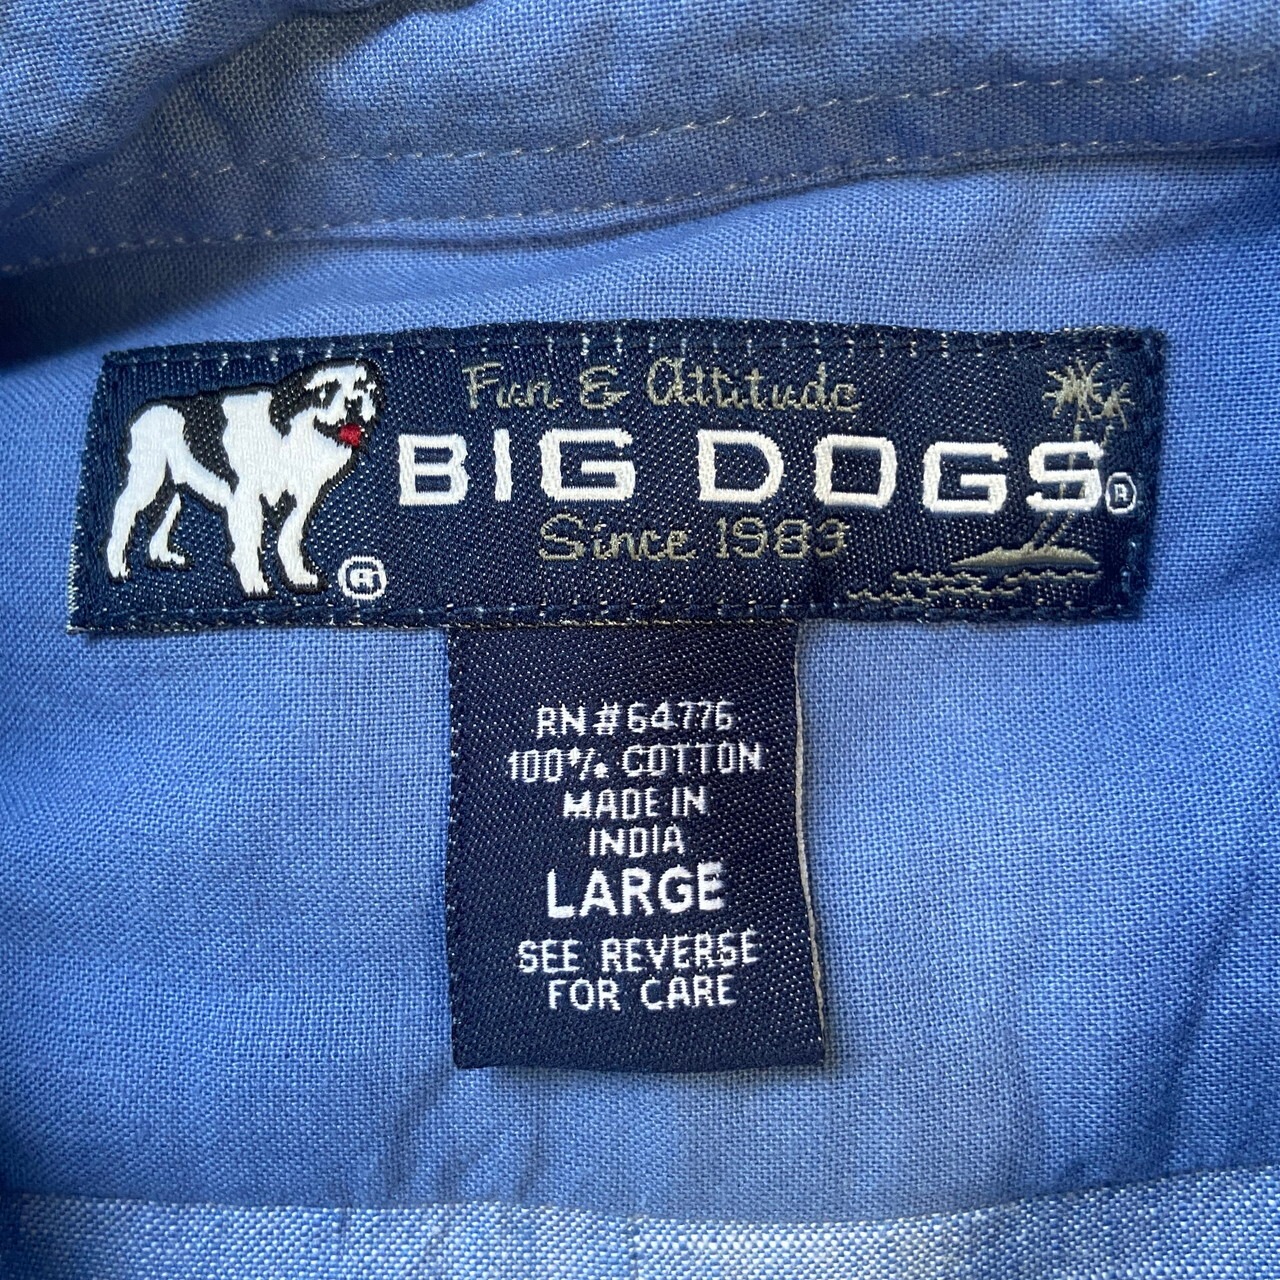 Fun & Attitude
BIG DOGS®
Since 1983
®
RN #64776
100% COTTON
MADE IN
INDIA
LARGE
SEE REVERSE
FOR CARE